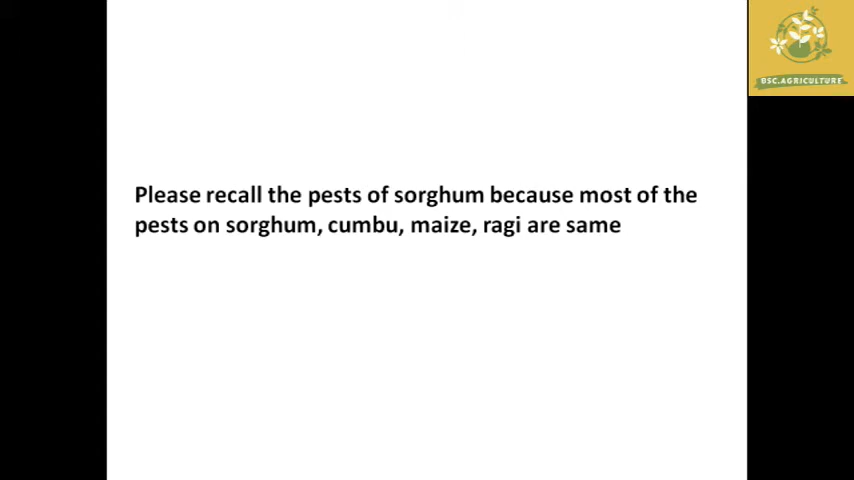 BSC.AGRICULTURE
Please recall the pests of sorghum because most of the
pests on sorghum, cumbu, maize, ragi are same